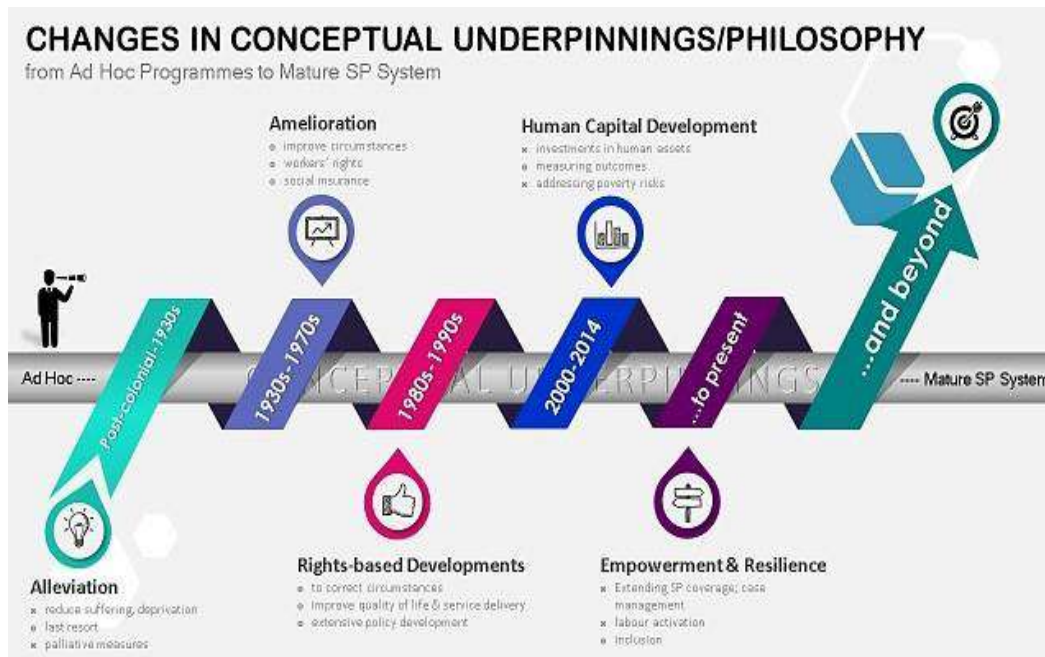 CHANGES IN CONCEPTUAL UNDERPINNINGS/PHILOSOPHY
from Ad Hoc Programmes to Mature SP System
Amelioration
improve circumstances
workers' rights
social insurance
Human Capital Development
investments in human assets
measuring outcomes
addressing poverty risks
Ad Hoc ----
Post-colonial-1930s
1930s-1970s
1980s-1990s
2000-2014
...to present
...and beyond
CONCEPTUAL UNDERPINNINGS
---- Mature SP System
Alleviation
reduce suffering, deprivation
last resort
palliative measures
Rights-based Developments
to correct circumstances
Improve quality of life & service delivery
extensive policy development
Empowerment & Resilience
Extending SP coverage; case
management
labour activation
inclusion